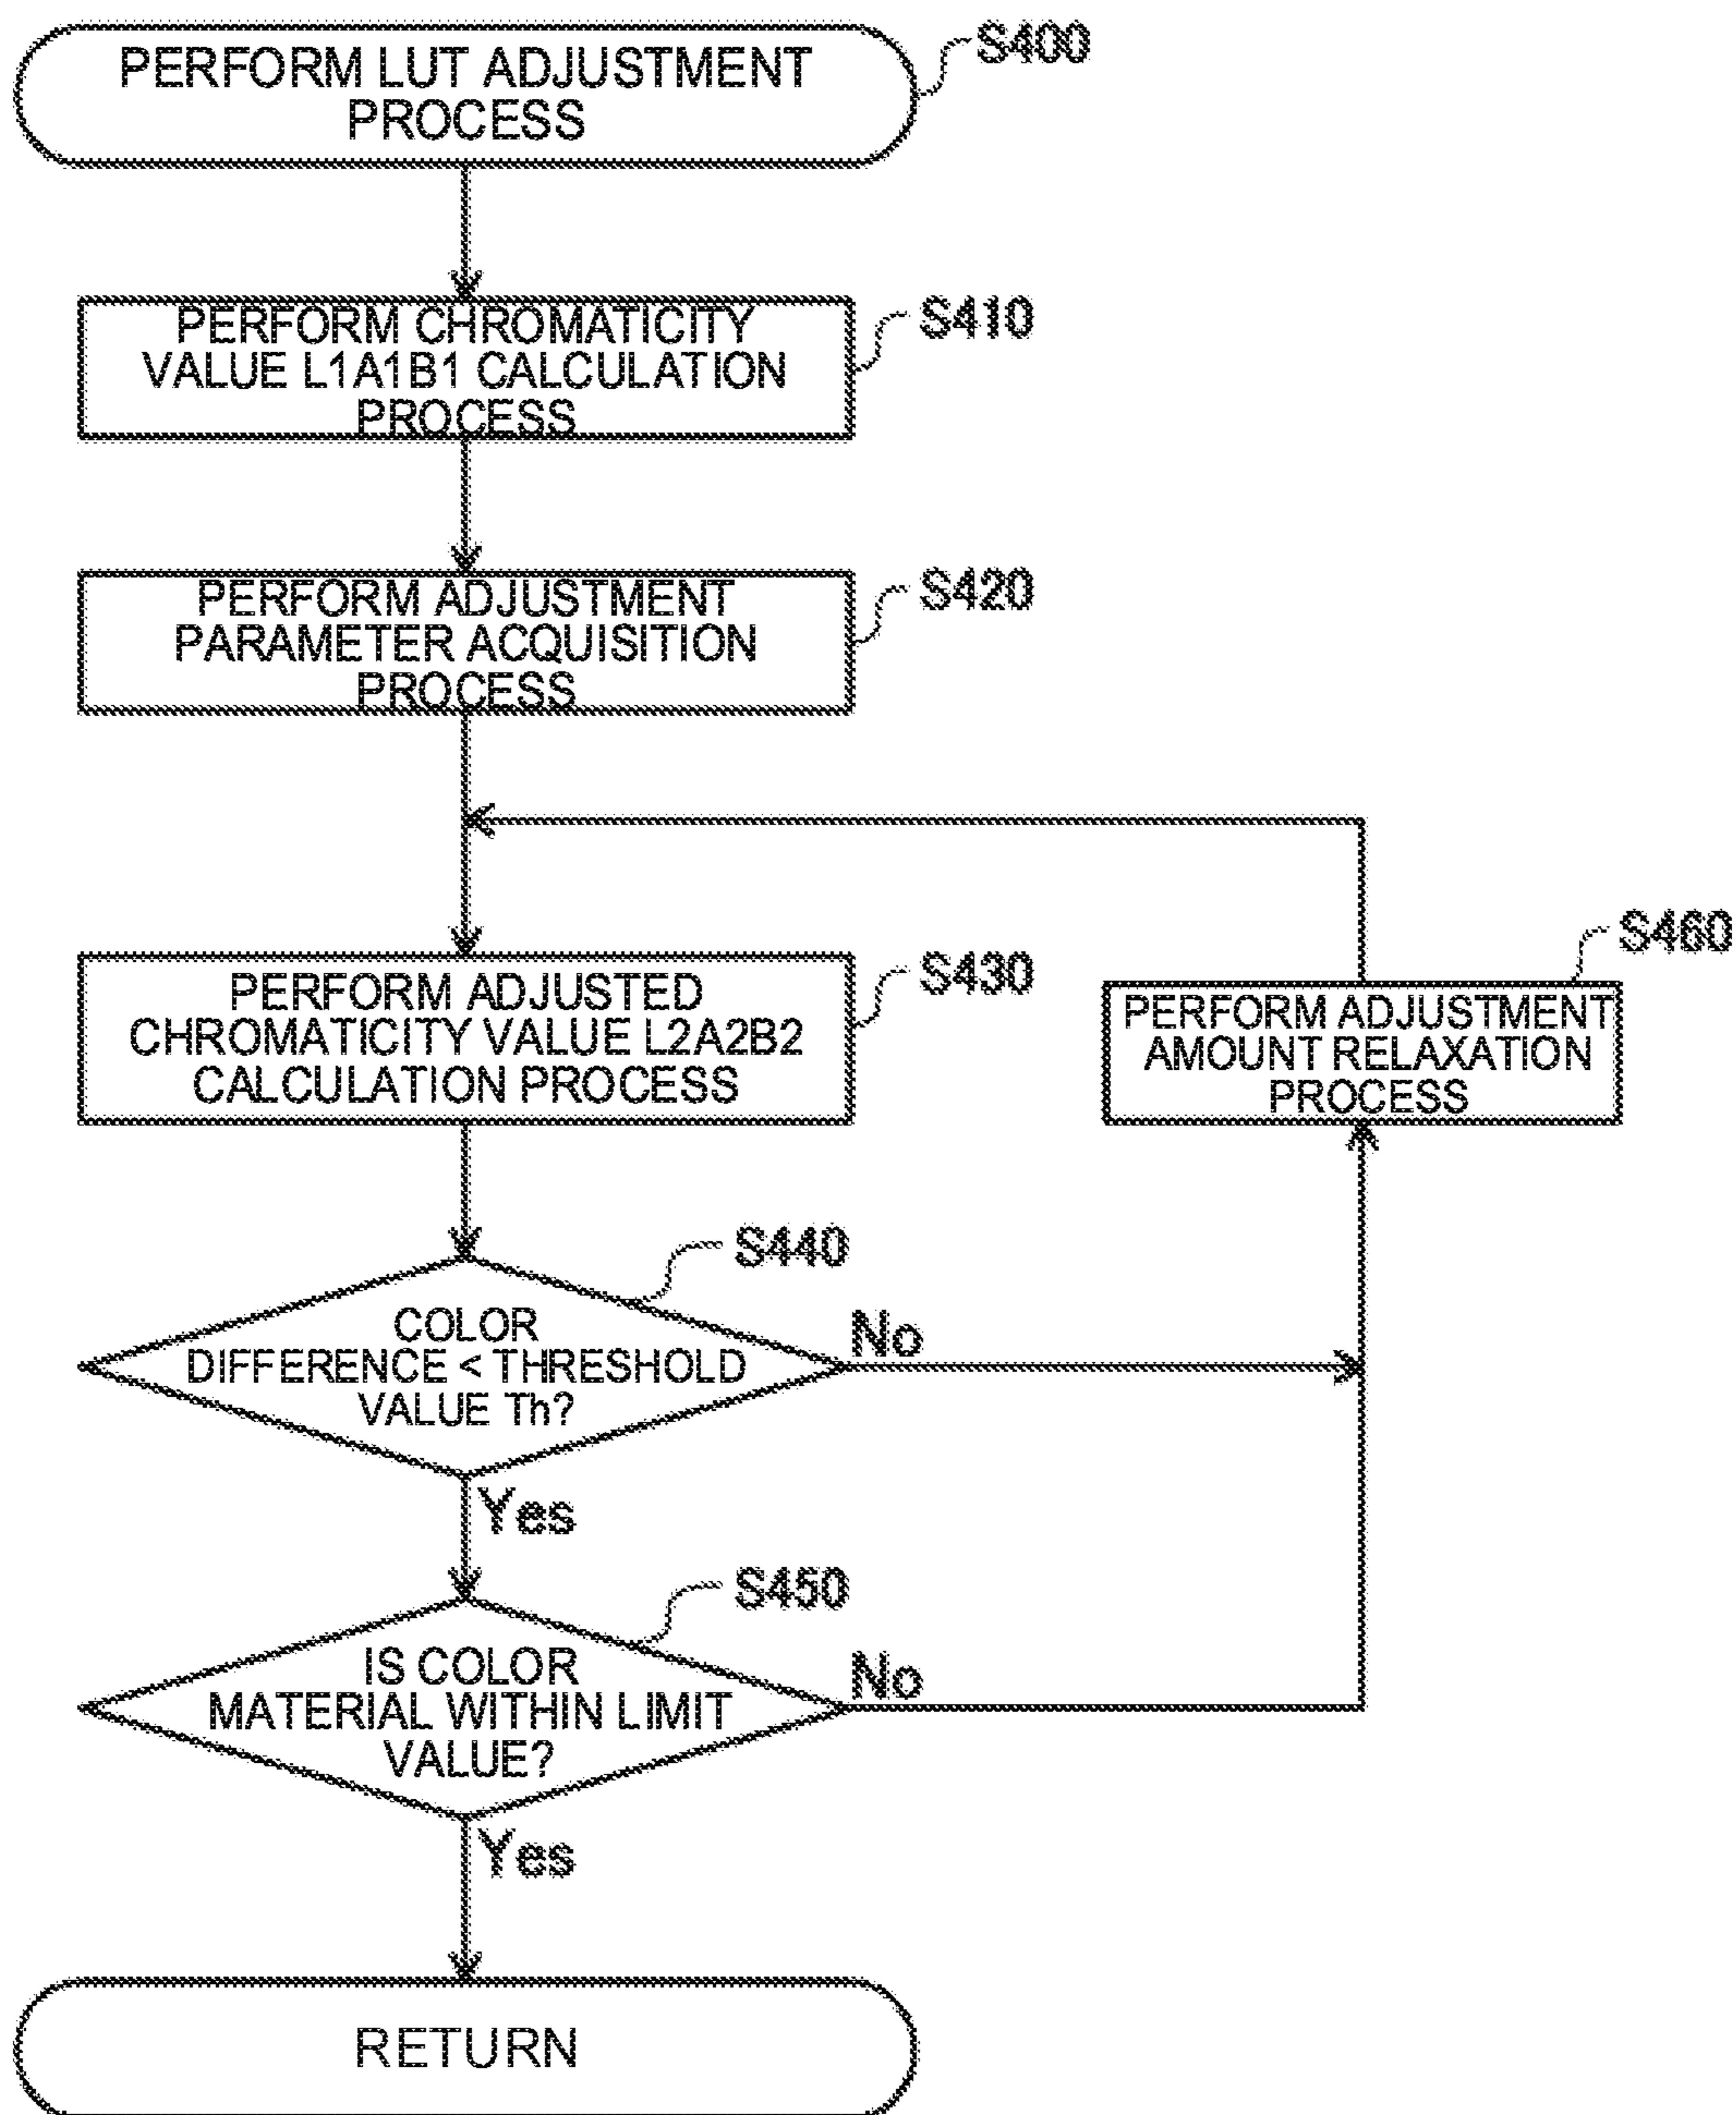 PERFORM LUT ADJUSTMENT
PROCESS
S400
PERFORM CHROMATICITY
VALUE L1A1B1 CALCULATION
PROCESS
S410
PERFORM ADJUSTMENT
PARAMETER ACQUISITION
PROCESS
S420
PERFORM ADJUSTED
CHROMATICITY VALUE L2A2B2
CALCULATION PROCESS
S430
PERFORM ADJUSTMENT
AMOUNT RELAXATION
PROCESS
S460
COLOR
DIFFERENCE < THRESHOLD
VALUE Th?
S440
No
Yes
IS COLOR
MATERIAL WITHIN LIMIT
VALUE?
S450
No
Yes
RETURN